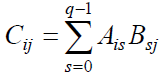 C_{ij} = \sum_{s=0}^{q-1} A_{is} B_{sj}